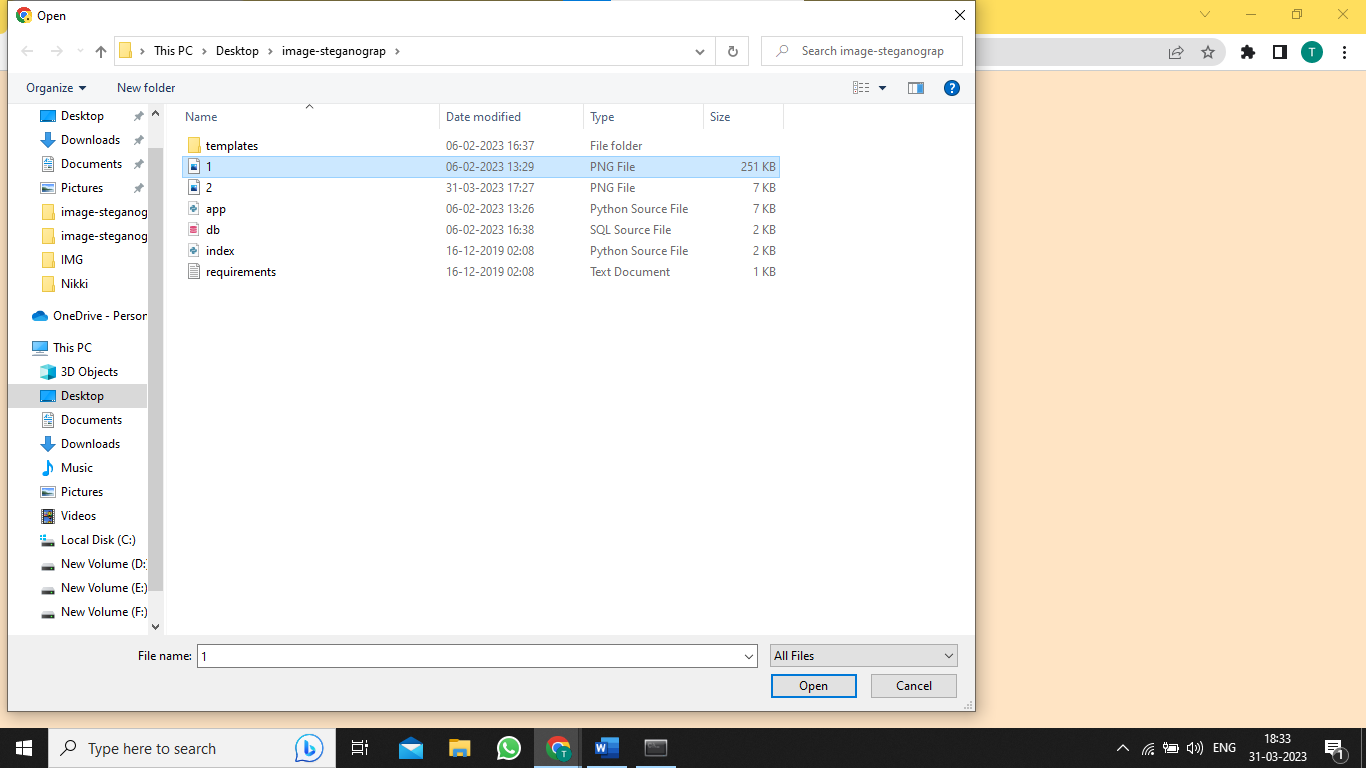 Open
This PC > Desktop > image-steganograp >
Search image-steganograp
Organize
New folder
Desktop
Downloads
Documents
Pictures
image-steganog
image-steganog
IMG
Nikki
OneDrive - Person
This PC
3D Objects
Desktop
Documents
Downloads
Music
Pictures
Videos
Local Disk (C:)
New Volume (D:)
New Volume (E:)
New Volume (F:)
Name Date modified Type Size
templates 06-02-2023 16:37 File folder
1 06-02-2023 13:29 PNG File 251 KB
2 31-03-2023 17:27 PNG File 7 KB
app 06-02-2023 13:26 Python Source File 7 KB
db 06-02-2023 16:38 SQL Source File 2 KB
index 16-12-2019 02:08 Python Source File 2 KB
requirements 16-12-2019 02:08 Text Document 1 KB
File name: 1
All Files
Open Cancel
T
Type here to search
T
ENG
18:33
31-03-2023
1